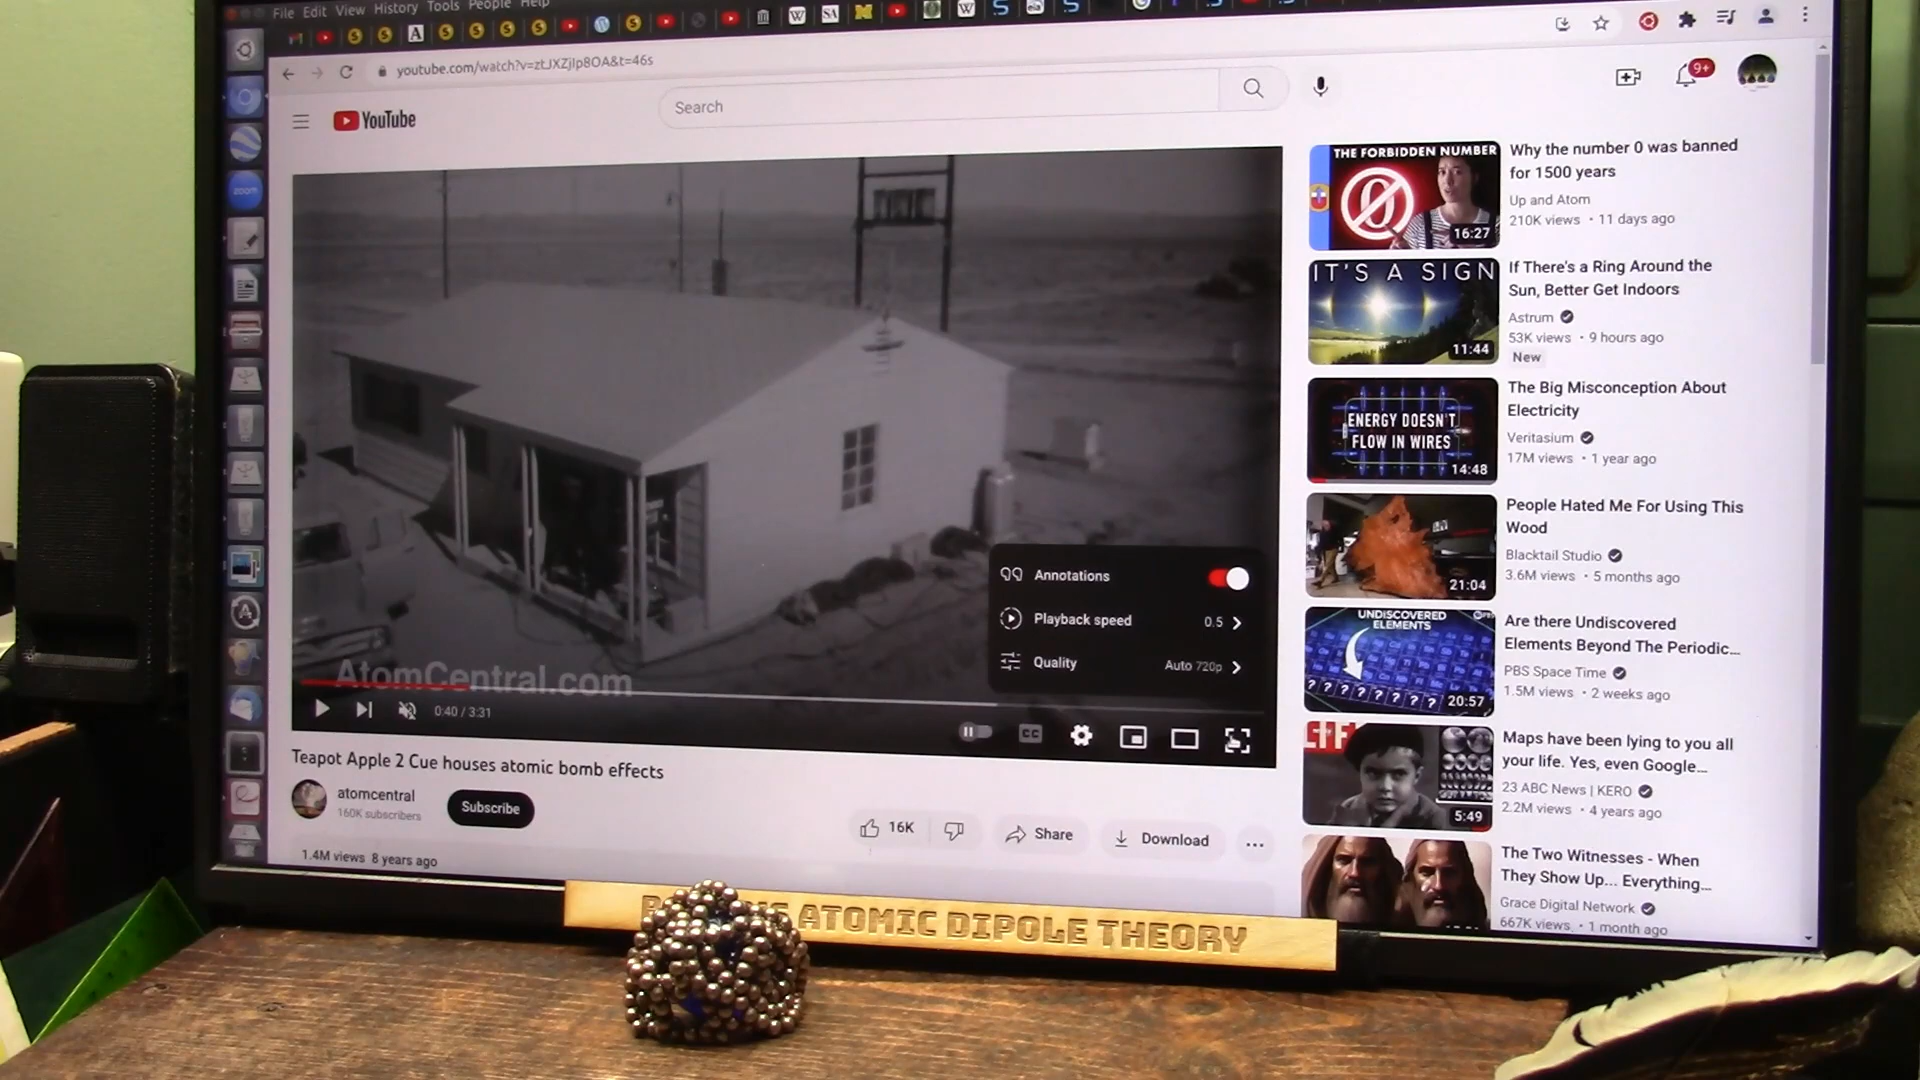 File Edit View History Tools People Help
youtube.com/watch?v=ztJXZjIp8OA&t=46s
YouTube
Search
9+
AtomCentral.com
Annotations
Playback speed 0.5
Quality Auto 720p
0:40 / 3:31
CC
Teapot Apple 2 Cue houses atomic bomb effects
atomcentral
160K subscribers
Subscribe
16K
Share
Download
1.4M views 8 years ago
THE FORBIDDEN NUMBER
0
16:27
Why the number 0 was banned
for 1500 years
Up and Atom
210K views • 11 days ago
IT'S A SIGN
11:44
If There's a Ring Around the
Sun, Better Get Indoors
Astrum
53K views • 9 hours ago
New
ENERGY DOESN'T
FLOW IN WIRES
14:48
The Big Misconception About
Electricity
Veritasium
17M views • 1 year ago
21:04
People Hated Me For Using This
Wood
Blacktail Studio
3.6M views • 5 months ago
UNDISCOVERED
ELEMENTS
? ? ? ? ? ? ? ?
20:57
Are there Undiscovered
Elements Beyond The Periodic...
PBS Space Time
1.5M views • 2 weeks ago
5:49
Maps have been lying to you all
your life. Yes, even Google...
23 ABC News | KERO
2.2M views • 4 years ago
The Two Witnesses - When
They Show Up... Everything...
Grace Digital Network
667K views • 1 month ago
zoom
ATOMIC DIPOLE THEORY